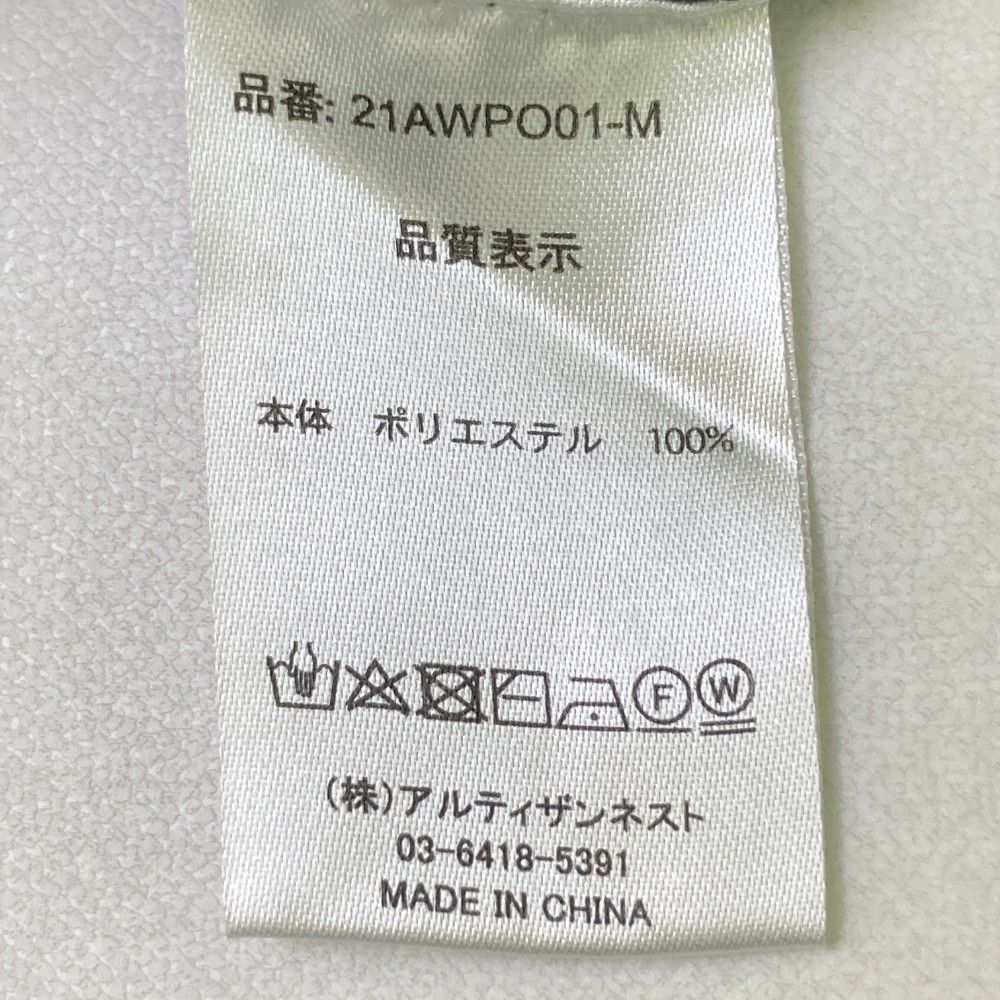 品番: 21AWPO01-M
品質表示
本体 ポリエステル 100%
F W
(株)アルティザンネスト
03-6418-5391
MADE IN CHINA